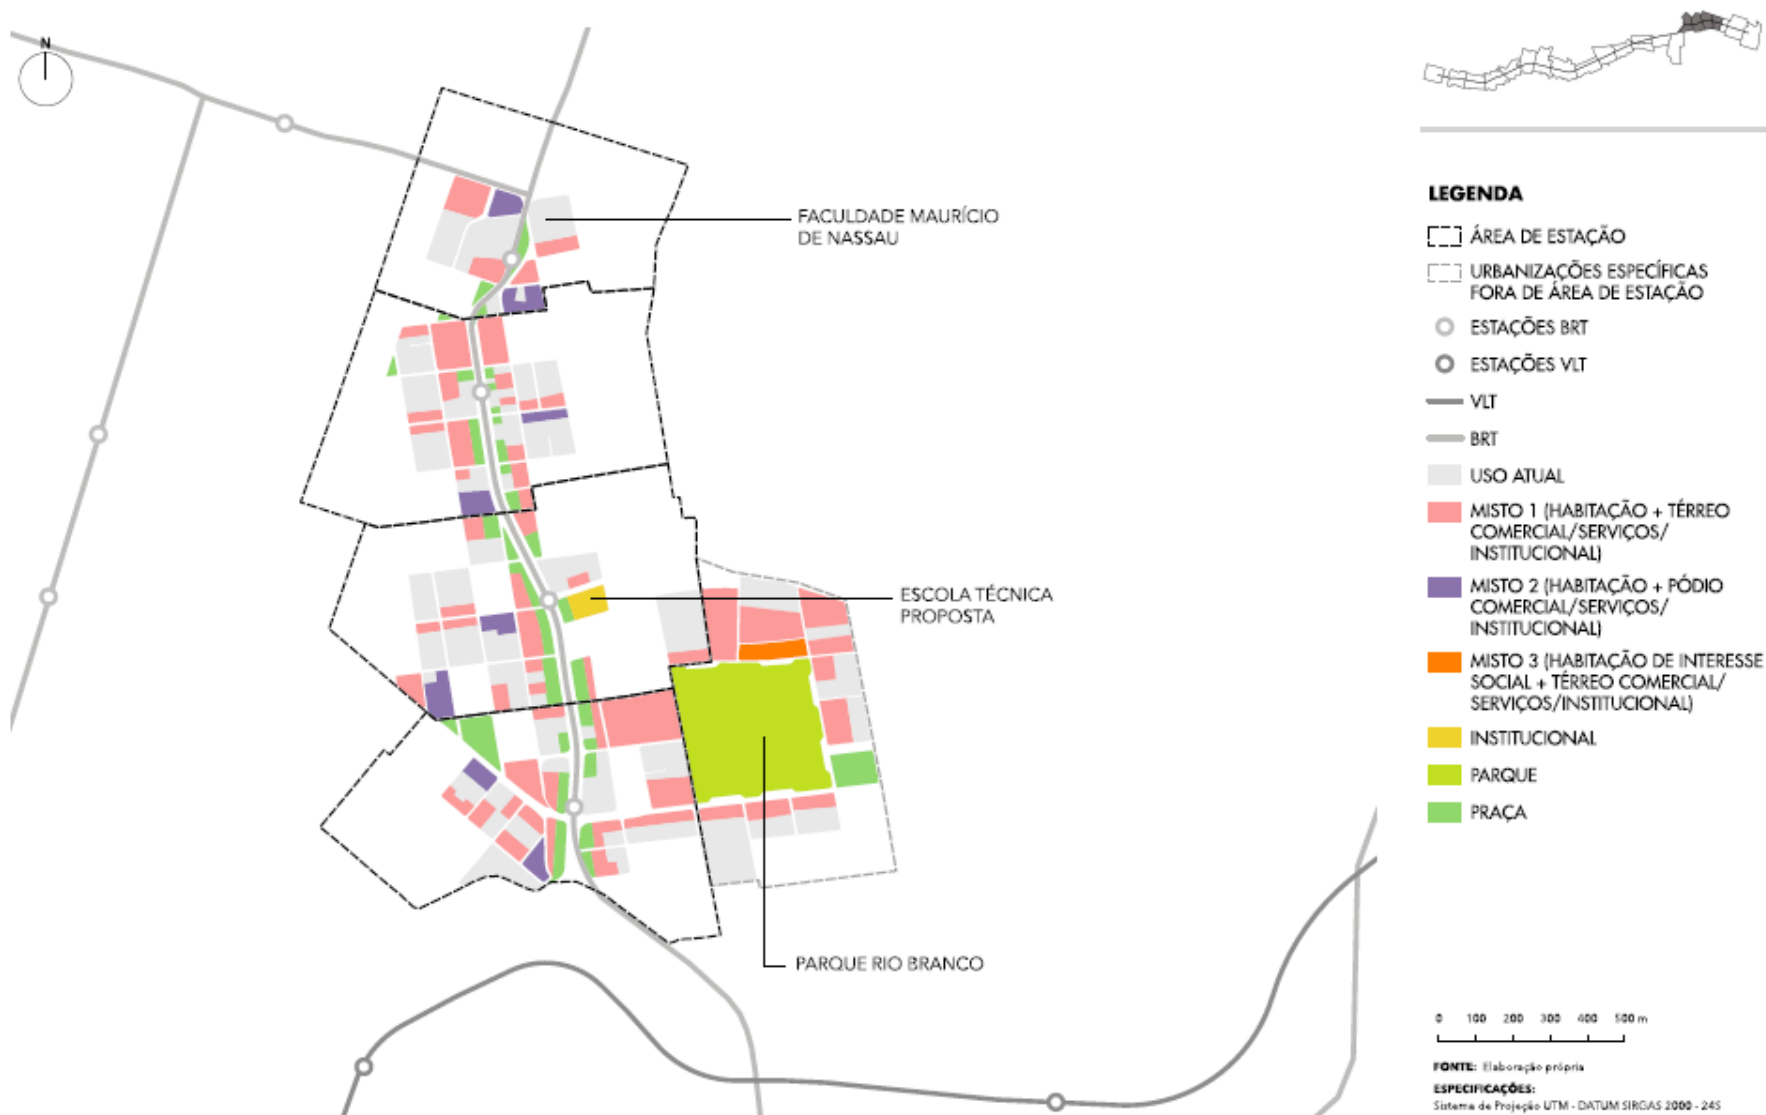 N
FACULDADE MAURÍCIO
DE NASSAU
ESCOLA TÉCNICA
PROPOSTA
PARQUE RIO BRANCO
LEGENDA
ÁREA DE ESTAÇÃO
URBANIZAÇÕES ESPECÍFICAS
FORA DE ÁREA DE ESTAÇÃO
ESTAÇÕES BRT
ESTAÇÕES VLT
VLT
BRT
USO ATUAL
MISTO 1 (HABITAÇÃO + TÉRREO
COMERCIAL/SERVIÇOS/
INSTITUCIONAL)
MISTO 2 (HABITAÇÃO + PÓDIO
COMERCIAL/SERVIÇOS/
INSTITUCIONAL)
MISTO 3 (HABITAÇÃO DE INTERESSE
SOCIAL + TÉRREO COMERCIAL/
SERVIÇOS/INSTITUCIONAL)
INSTITUCIONAL
PARQUE
PRAÇA
0 100 200 300 400 500 m
FONTE: Elaboração própria
ESPECIFICAÇÕES:
Sistema de Projeção UTM - DATUM SIRGAS 2000 - 24S